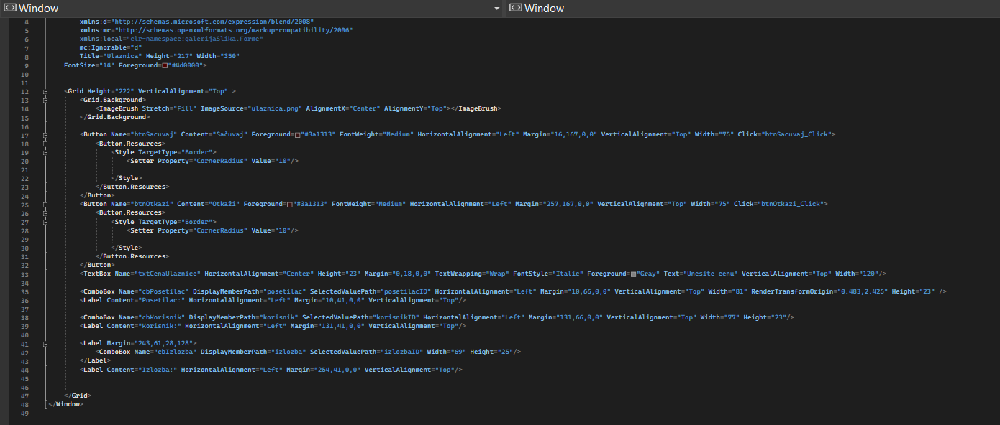 Window
Window
4 xmlns:d="http://schemas.microsoft.com/expression/blend/2008"
5 xmlns:mc="http://schemas.openxmlformats.org/markup-compatibility/2006"
6 xmlns:local="clr-namespace:galerijaSlika.Forme"
7 mc:Ignorable="d"
8 Title="Ulaznica" Height="217" Width="350"
9 FontSize="14" Foreground="#4d0000">
10
11
12 <Grid Height="222" VerticalAlignment="Top" >
13 <Grid.Background>
14 <ImageBrush Stretch="Fill" ImageSource="ulaznica.png" AlignmentX="Center" AlignmentY="Top"></ImageBrush>
15 </Grid.Background>
16
17 <Button Name="btnSacuvaj" Content="Sačuvaj" Foreground="#3a1313" FontWeight="Medium" HorizontalAlignment="Left" Margin="16,167,0,0" VerticalAlignment="Top" Width="75" Click="btnSacuvaj_Click">
18 <Button.Resources>
19 <Style TargetType="Border">
20 <Setter Property="CornerRadius" Value="10"/>
21
22 </Style>
23 </Button.Resources>
24 </Button>
25 <Button Name="btnOtkazi" Content="Otkaži" Foreground="#3a1313" FontWeight="Medium" HorizontalAlignment="Left" Margin="257,167,0,0" VerticalAlignment="Top" Width="75" Click="btnOtkazi_Click">
26 <Button.Resources>
27 <Style TargetType="Border">
28 <Setter Property="CornerRadius" Value="10"/>
29
30 </Style>
31 </Button.Resources>
32 </Button>
33 <TextBox Name="txtCenaUlaznice" HorizontalAlignment="Center" Height="23" Margin="0,18,0,0" TextWrapping="Wrap" FontStyle="Italic" Foreground="Gray" Text="Unesite cenu" VerticalAlignment="Top" Width="120"/>
34
35 <ComboBox Name="cbPosetilac" DisplayMemberPath="posetilac" SelectedValuePath="posetilacID" HorizontalAlignment="Left" Margin="10,66,0,0" VerticalAlignment="Top" Width="81" RenderTransformOrigin="0.483,2.425" Height="23" />
36 <Label Content="Posetilac:" HorizontalAlignment="Left" Margin="10,41,0,0" VerticalAlignment="Top"/>
37
38 <ComboBox Name="cbKorisnik" DisplayMemberPath="korisnik" SelectedValuePath="korisnikID" HorizontalAlignment="Left" Margin="131,66,0,0" VerticalAlignment="Top" Width="77" Height="23"/>
39 <Label Content="Korisnik:" HorizontalAlignment="Left" Margin="131,41,0,0" VerticalAlignment="Top"/>
40
41 <Label Margin="243,61,28,128">
42 <ComboBox Name="cbIzlozba" DisplayMemberPath="izlozba" SelectedValuePath="izlozbaID" Width="69" Height="25"/>
43 </Label>
44 <Label Content="Izlozba:" HorizontalAlignment="Left" Margin="254,41,0,0" VerticalAlignment="Top"/>
45
46
47 </Grid>
48 </Window>
49